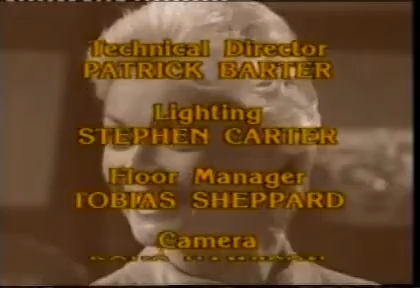 Technical Director
PATRICK BARTER
Lighting
STEPHEN CARTER
Floor Manager
TOBIAS SHEPPARD
Camera